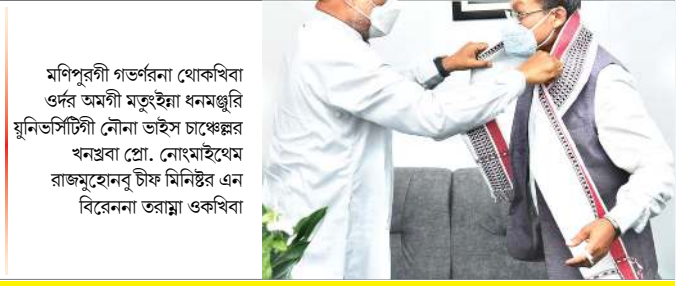 মণিপুরগী গভর্ণরনা থোকখিবা
ওর্দর অমগী মতুংইন্না ধনমঞ্জুরি
য়ুনিভর্সিটিগী নৌনা ভাইস চাঞ্চেল্লর
খনখ্রবা প্রো. নোংমাইথেম
রাজমুহোনবু চীফ মিনিষ্টর এন
বিরেননা তরাম্না ওকখিবা